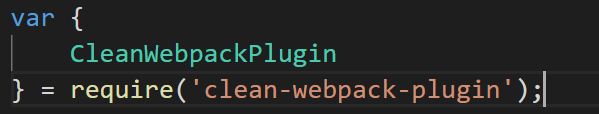 var {
CleanWebpackPlugin
} = require('clean-webpack-plugin');